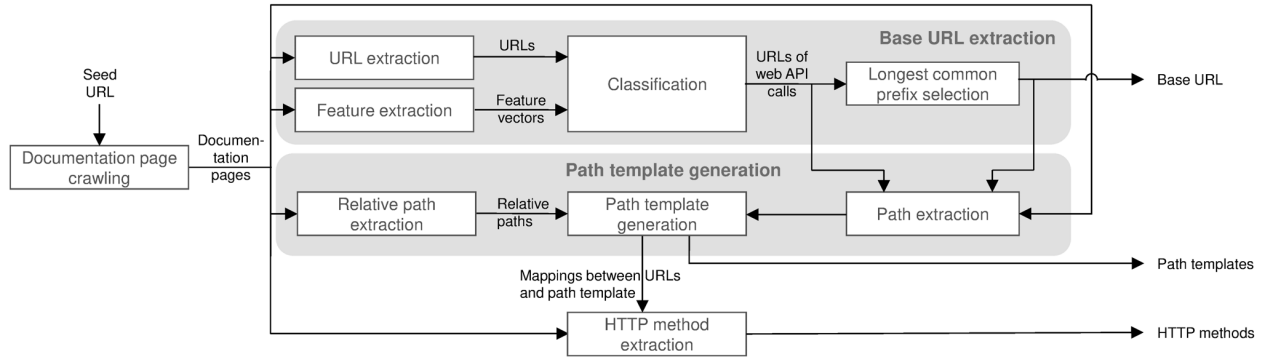 Base URL extraction
URL extraction
URLs
Classification
URLs of
web API
calls
Longest common
prefix selection
Base URL
Feature extraction
Feature
vectors
Seed
URL
Documentation page
crawling
Documen-
tation
pages
Path template generation
Relative path
extraction
Relative
paths
Path template
generation
Path extraction
Path templates
Mappings between URLs
and path template
HTTP method
extraction
HTTP methods